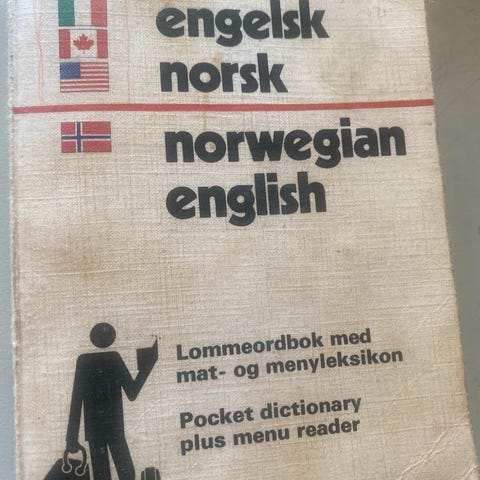 engelsk
norsk
norwegian
english
Lommeordbok med
mat- og menyleksikon
Pocket dictionary
plus menu reader